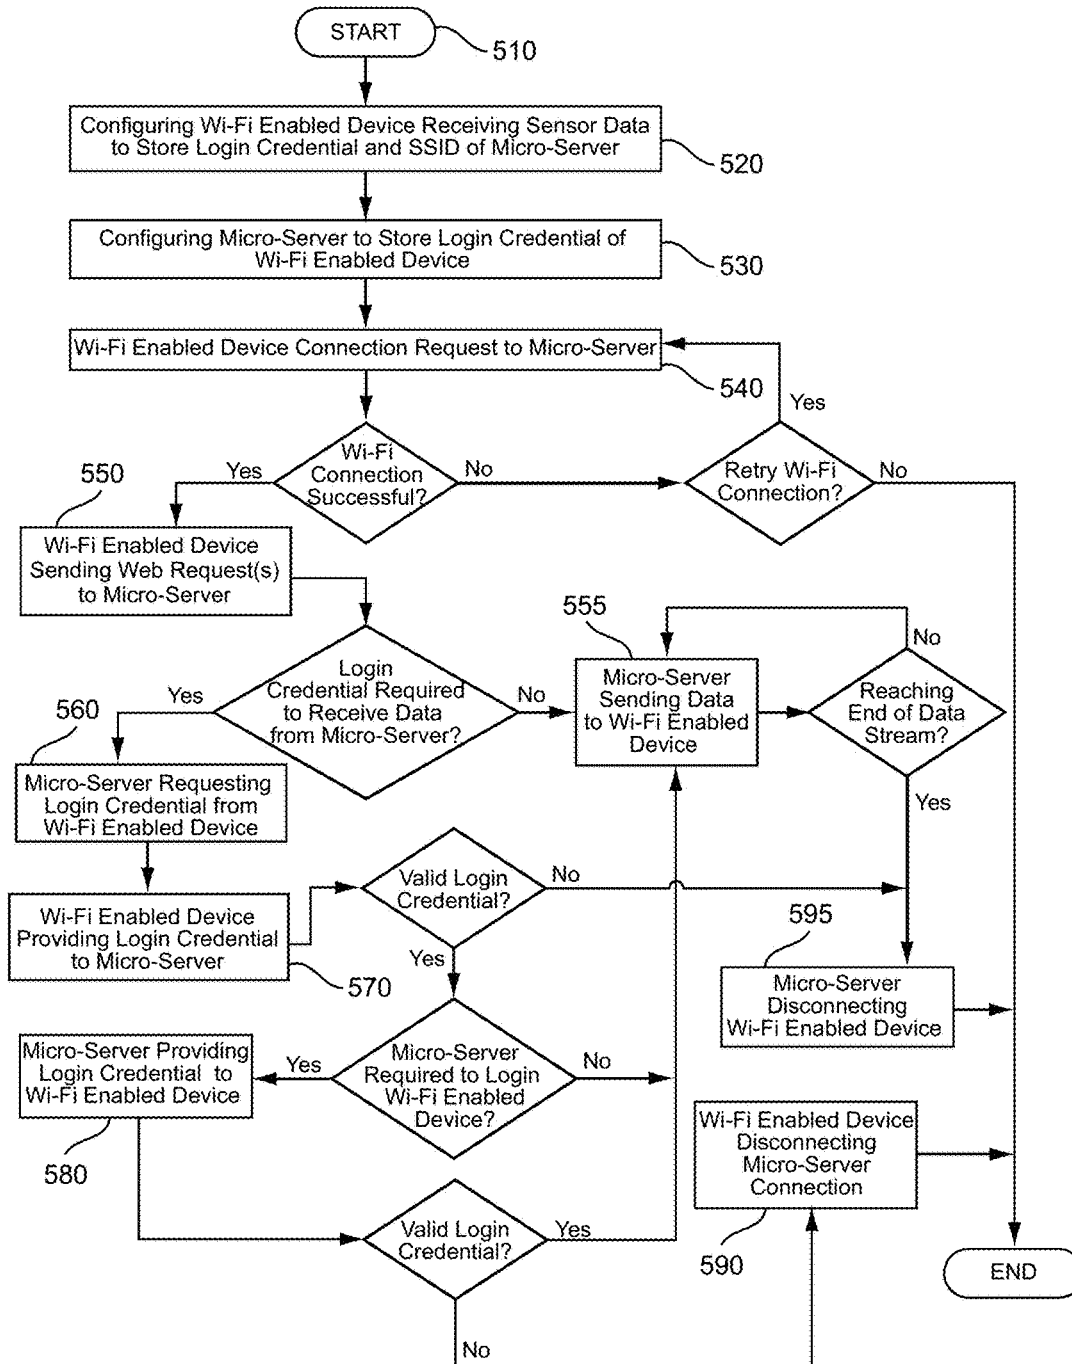 START
510
Configuring Wi-Fi Enabled Device Receiving Sensor Data
to Store Login Credential and SSID of Micro-Server
520
Configuring Micro-Server to Store Login Credential of
Wi-Fi Enabled Device
530
Wi-Fi Enabled Device Connection Request to Micro-Server
540
Yes
Wi-Fi
Connection
Successful?
Yes
No
Retry Wi-Fi
Connection?
No
550
Wi-Fi Enabled Device
Sending Web Request(s)
to Micro-Server
555
No
Login
Credential Required
to Receive Data
from Micro-Server?
Yes
No
Micro-Server
Sending Data
to Wi-Fi Enabled
Device
Reaching
End of Data
Stream?
Yes
560
Micro-Server Requesting
Login Credential from
Wi-Fi Enabled Device
Valid Login
Credential?
No
Yes
Wi-Fi Enabled Device
Providing Login Credential
to Micro-Server
570
595
Micro-Server
Disconnecting
Wi-Fi Enabled Device
Micro-Server Providing
Login Credential to
Wi-Fi Enabled Device
580
Yes
Micro-Server
Required to Login
Wi-Fi Enabled
Device?
No
Wi-Fi Enabled Device
Disconnecting
Micro-Server
Connection
590
Valid Login
Credential?
Yes
No
END